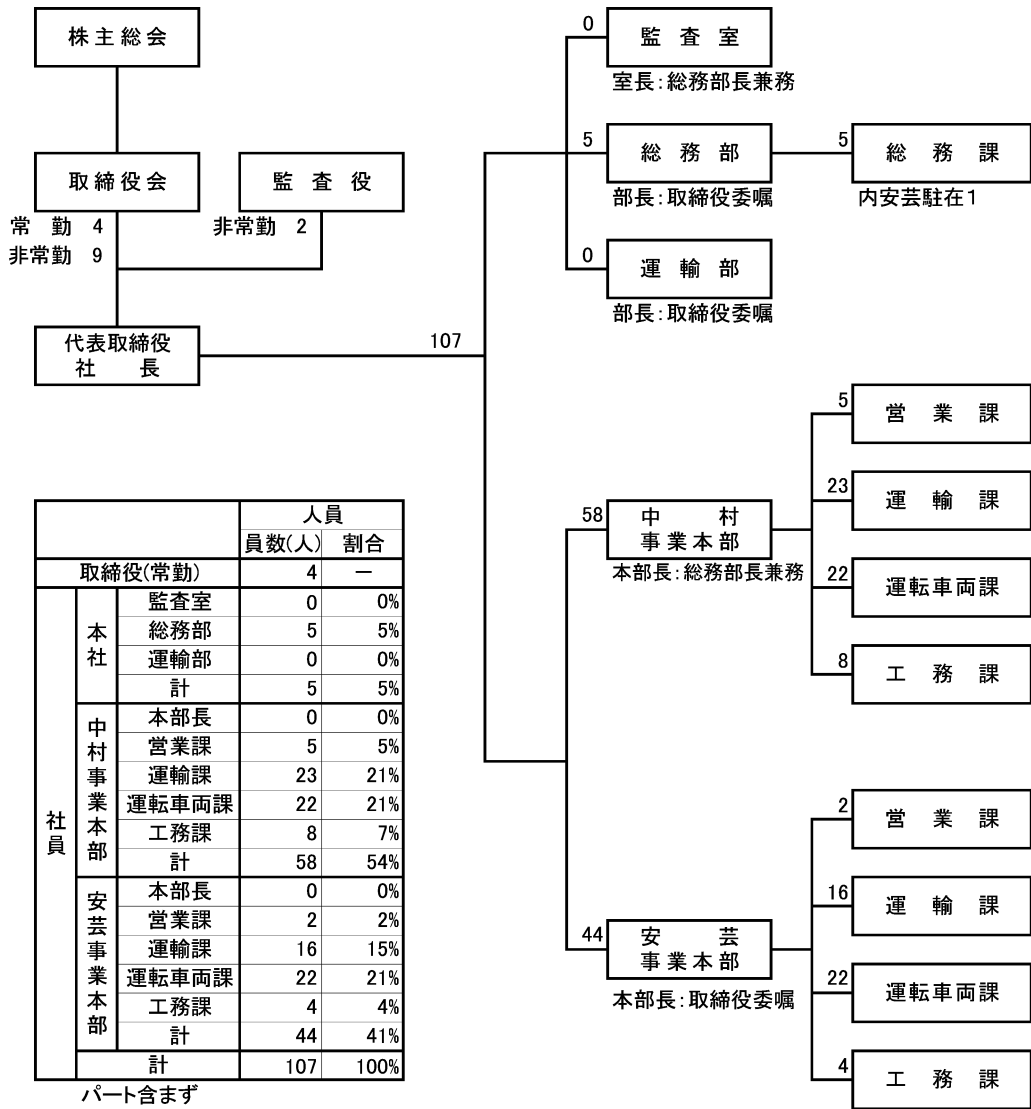 株主総会
取締役会
常　勤　4
非常勤　9
監　査　役
非常勤　2
代表取締役
社　　長
107
0
監　査　室
室長：総務部長兼務
5
総　務　部
部長：取締役委嘱
5
総　務　課
内安芸駐在1
0
運　輸　部
部長：取締役委嘱
58
中　　村
事業本部
本部長：総務部長兼務
5
営　業　課
23
運　輸　課
22
運転車両課
8
工　務　課
44
安　　芸
事業本部
本部長：取締役委嘱
2
営　業　課
16
運　輸　課
22
運転車両課
4
工　務　課
人員
員数(人)　割合
取締役(常勤)　4　－
社員
本社
監査室　0　0%
総務部　5　5%
運輸部　0　0%
計　5　5%
中村事業本部
本部長　0　0%
営業課　5　5%
運輸課　23　21%
運転車両課　22　21%
工務課　8　7%
計　58　54%
安芸事業本部
本部長　0　0%
営業課　2　2%
運輸課　16　15%
運転車両課　22　21%
工務課　4　4%
計　44　41%
計　107　100%
パート含まず